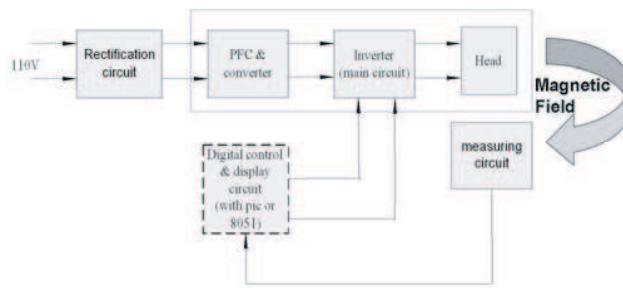 110V
Rectification
circuit
PFC &
converter
Inverter
(main circuit)
Head
Magnetic
Field
measuring
circuit
Digital control
& display
circuit
(with pic or
8051)